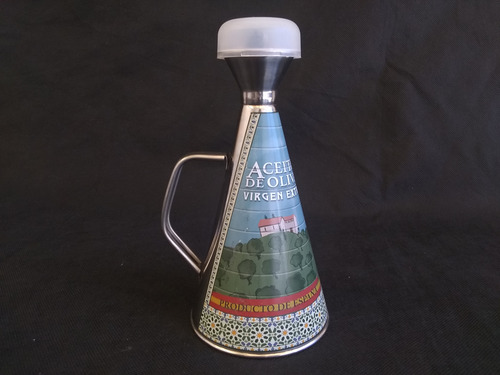 ACEIT
DE OLIV
VIRGEN EXT
PRODUCTO DE ESPAÑA